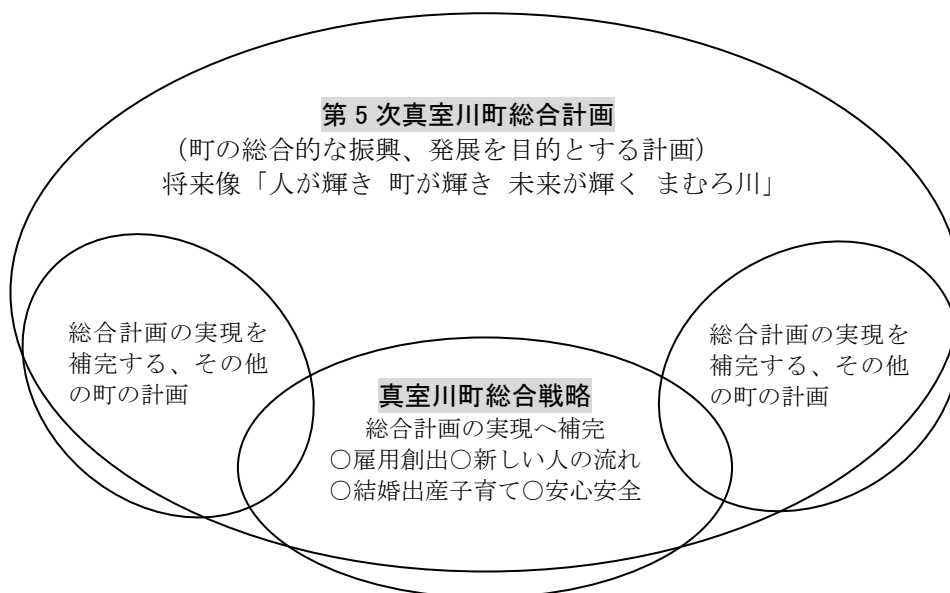 第5次真室川町総合計画
(町の総合的な振興、発展を目的とする計画)
将来像「人が輝き 町が輝き 未来が輝く まむろ川」
総合計画の実現を
補完する、その他
の町の計画
真室川町総合戦略
総合計画の実現へ補完
○雇用創出○新しい人の流れ
○結婚出産子育て○安心安全
総合計画の実現を
補完する、その他
の町の計画